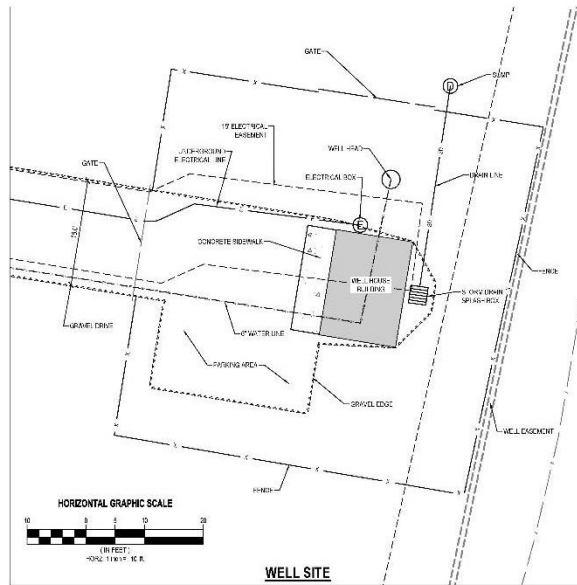 GATE
SUMP
15' ELECTRICAL
EASEMENT
WELL HEAD
UNDERGROUND
ELECTRICAL LINE
ELECTRICAL BOX
GATE
DRAIN LINE
D
E
CONCRETE SIDEWALK
WELL HOUSE
BUILDING
FENCE
STORM DRAIN
SPLASH BOX
GRAVEL DRIVE
6" WATER LINE
PARKING AREA
GRAVEL EDGE
WELL EASEMENT
FENCE
HORIZONTAL GRAPHIC SCALE
10 0 5 10 20
( IN FEET )
HORZ. 1 inch = 10 ft.
WELL SITE